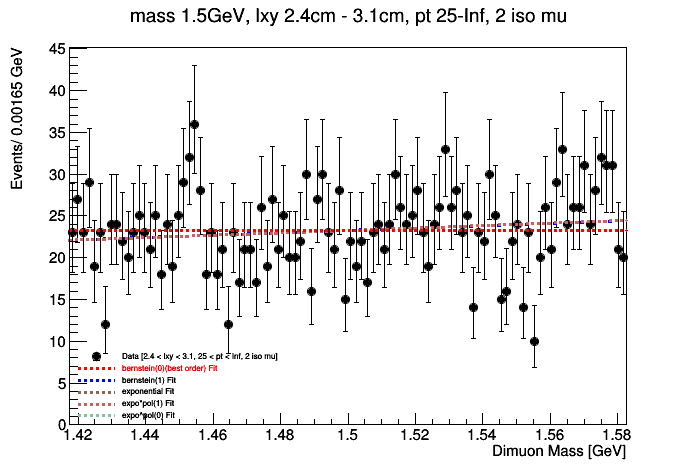 mass 1.5GeV, lxy 2.4cm - 3.1cm, pt 25-Inf, 2 iso mu
Events/ 0.00165 GeV
45
40
35
30
25
20
15
10
5
0
Data [2.4 < lxy < 3.1, 25 < pt < Inf, 2 iso mu]
bernstein(0)(best order) Fit
bernstein(1) Fit
exponential Fit
expo*pol(1) Fit
expo*pol(0) Fit
1.42 1.44 1.46 1.48 1.5 1.52 1.54 1.56 1.58
Dimuon Mass [GeV]